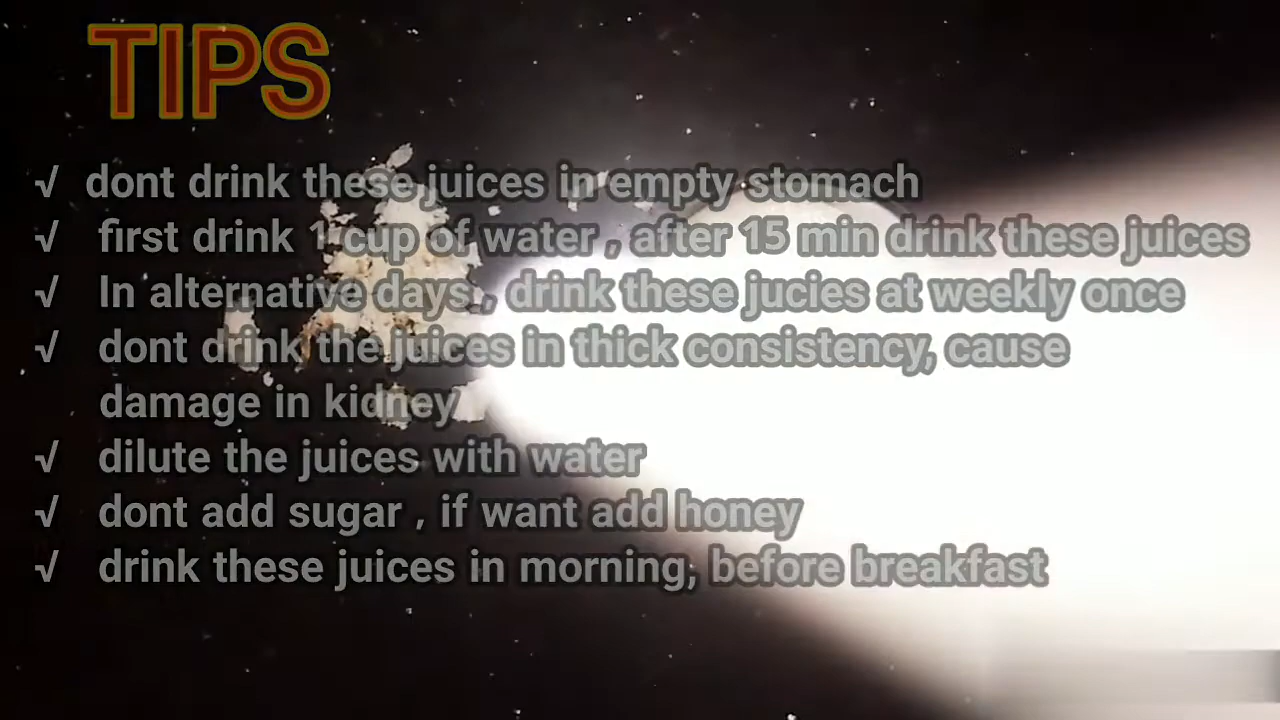 TIPS
√ dont drink these juices in empty stomach
√ first drink 1 cup of water , after 15 min drink these juices
√ In alternative days , drink these jucies at weekly once
√ dont drink the juices in thick consistency, cause
damage in kidney
√ dilute the juices with water
√ dont add sugar , if want add honey
√ drink these juices in morning, before breakfast